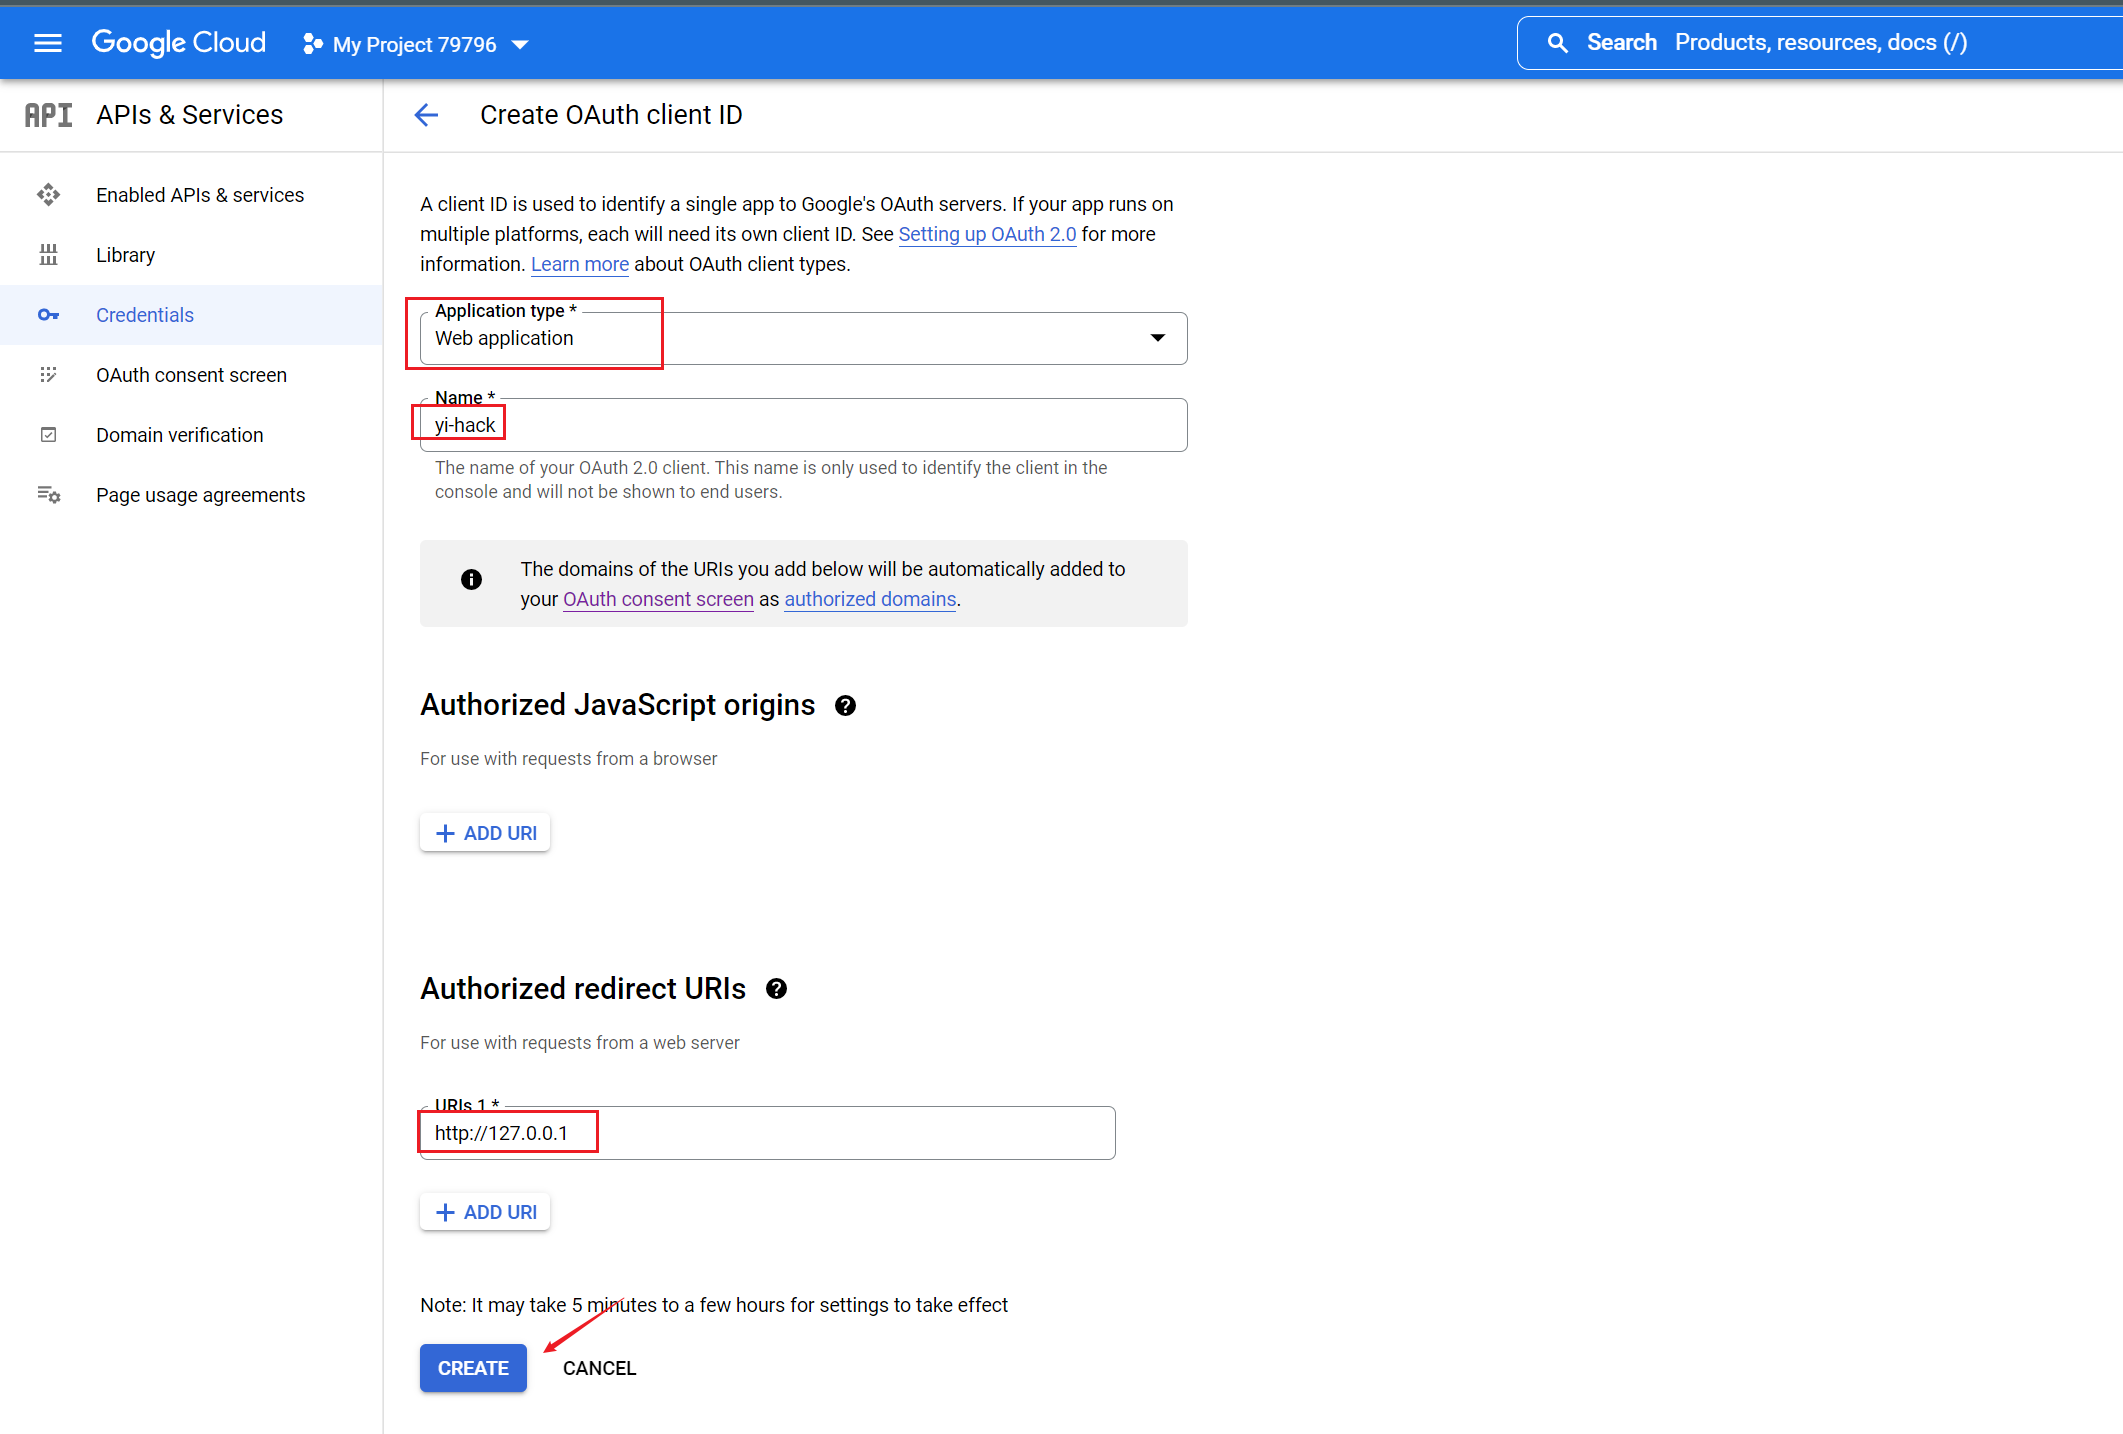 Google Cloud
My Project 79796
Search Products, resources, docs (/)
API APIs & Services
Enabled APIs & services
Library
Credentials
OAuth consent screen
Domain verification
Page usage agreements
Create OAuth client ID
A client ID is used to identify a single app to Google's OAuth servers. If your app runs on
multiple platforms, each will need its own client ID. See Setting up OAuth 2.0 for more
information. Learn more about OAuth client types.
Application type *
Web application
Name *
yi-hack
The name of your OAuth 2.0 client. This name is only used to identify the client in the
console and will not be shown to end users.
The domains of the URIs you add below will be automatically added to
your OAuth consent screen as authorized domains.
Authorized JavaScript origins
For use with requests from a browser
ADD URI
Authorized redirect URIs
For use with requests from a web server
URIs 1 *
http://127.0.0.1
ADD URI
Note: It may take 5 minutes to a few hours for settings to take effect
CREATE
CANCEL